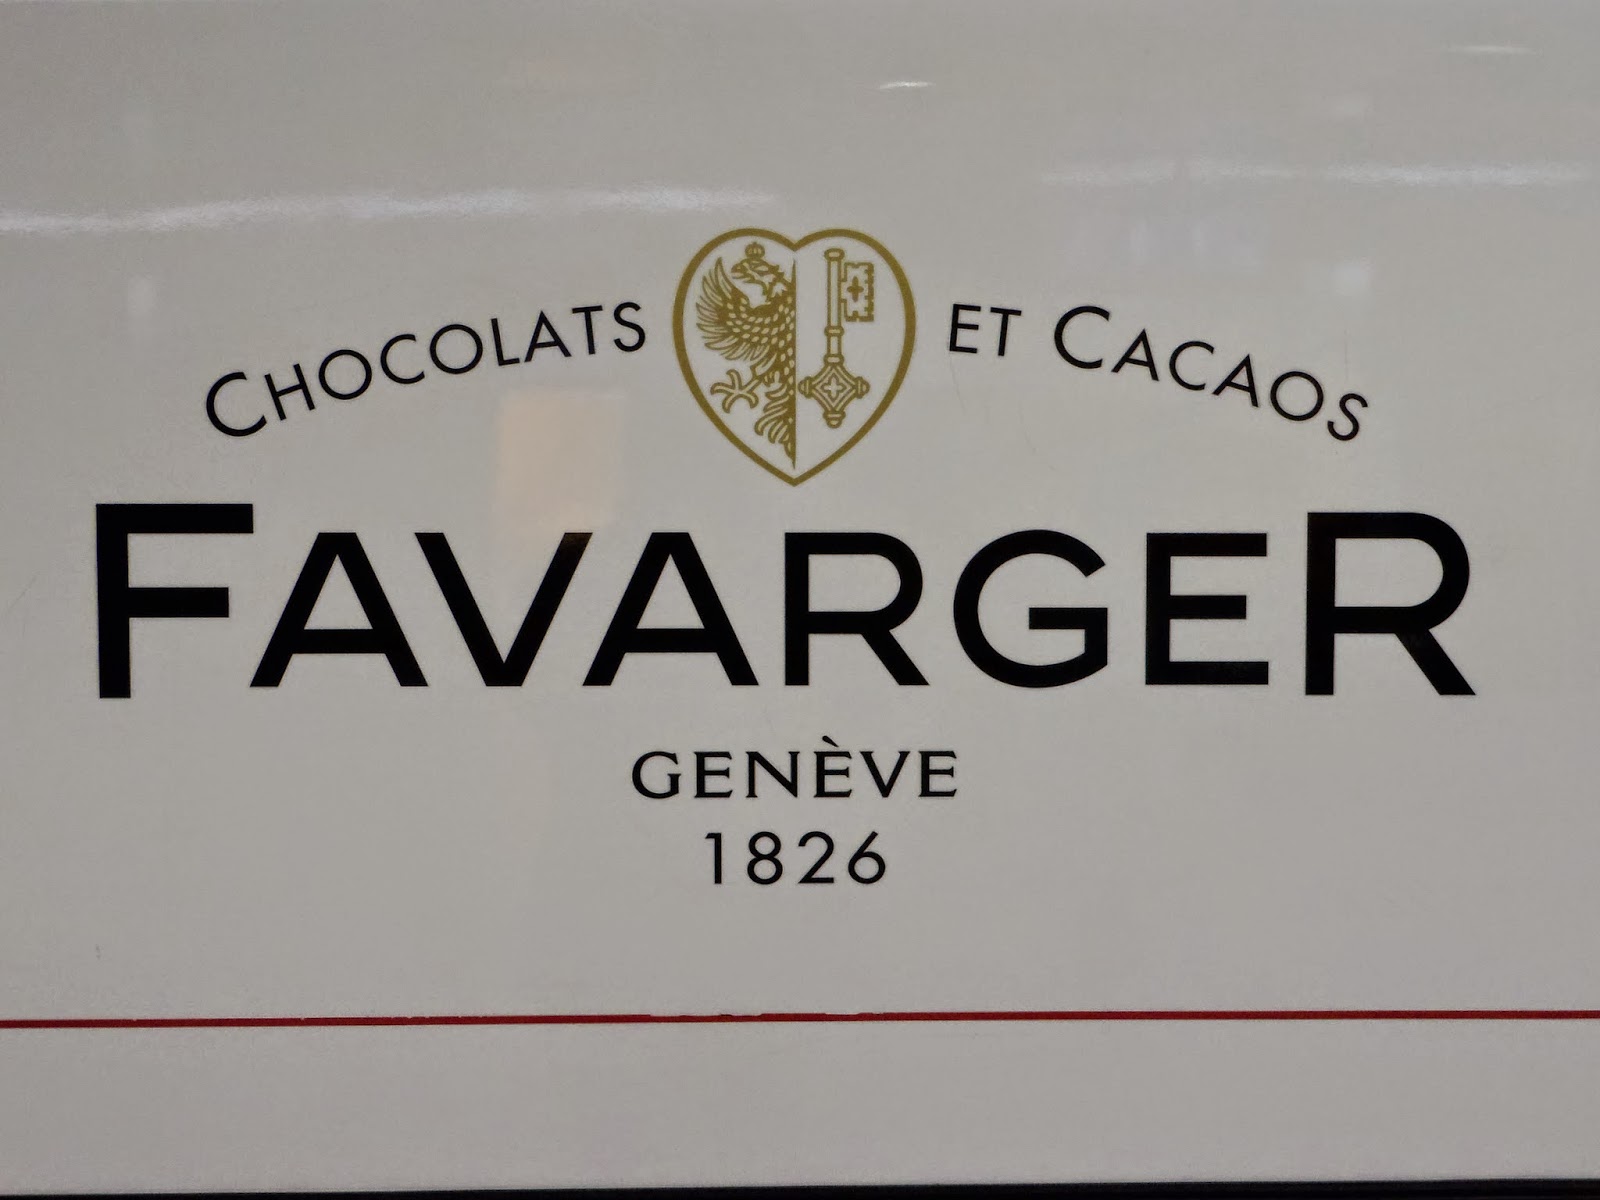 CHOCOLATS ET CACAOS
FAVARGER
GENÈVE
1826